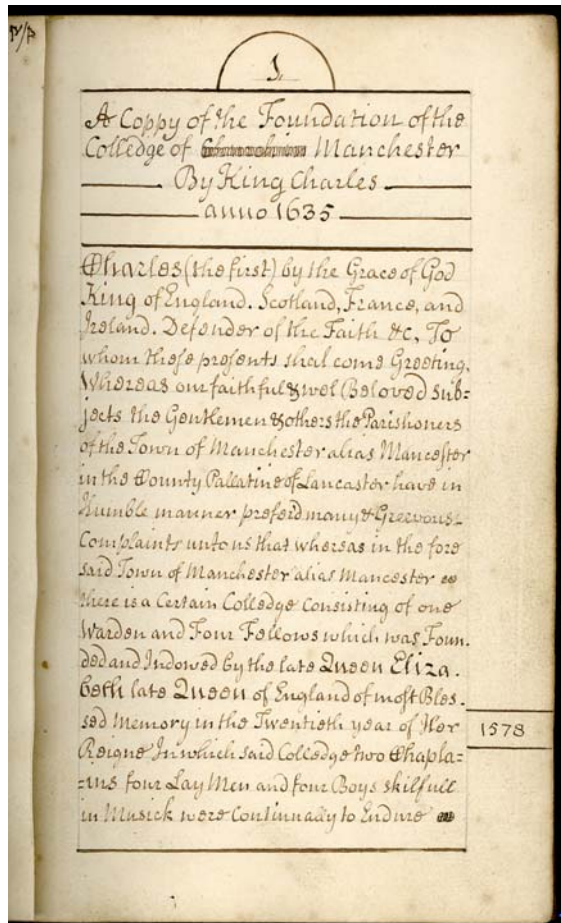 1.
A Coppy of the Foundation of the
Colledge of Manchester
By King Charles
anno 1635
Charles (the first) by the Grace of God
King of England. Scotland, France, and
Ireland. Defender of the Faith &c, To
whom these presents shal come Greeting.
Whereas our faithful & wel Beloved Sub=
jects the Gentlemen & others the Parishoners
of the Town of Manchester alias Mancester
in the County Pallatine of Lancaster have in
Humble manner preferd many & Greevous
Complaints unto us that whereas in the fore
said Town of Manchester alias Mancester
there is a Certain Colledge Consisting of one
Warden and Four Fellows which was Foun.
ded and Indowed by the late Queen Eliza.
beth late Queen of England of most Bles.
sed Memory in the Twentieth year of Her
1578
Reigne In which said Colledge two Chapla=
=ins four Lay Men and four Boys skilfull
in Musick were Continually to Endure